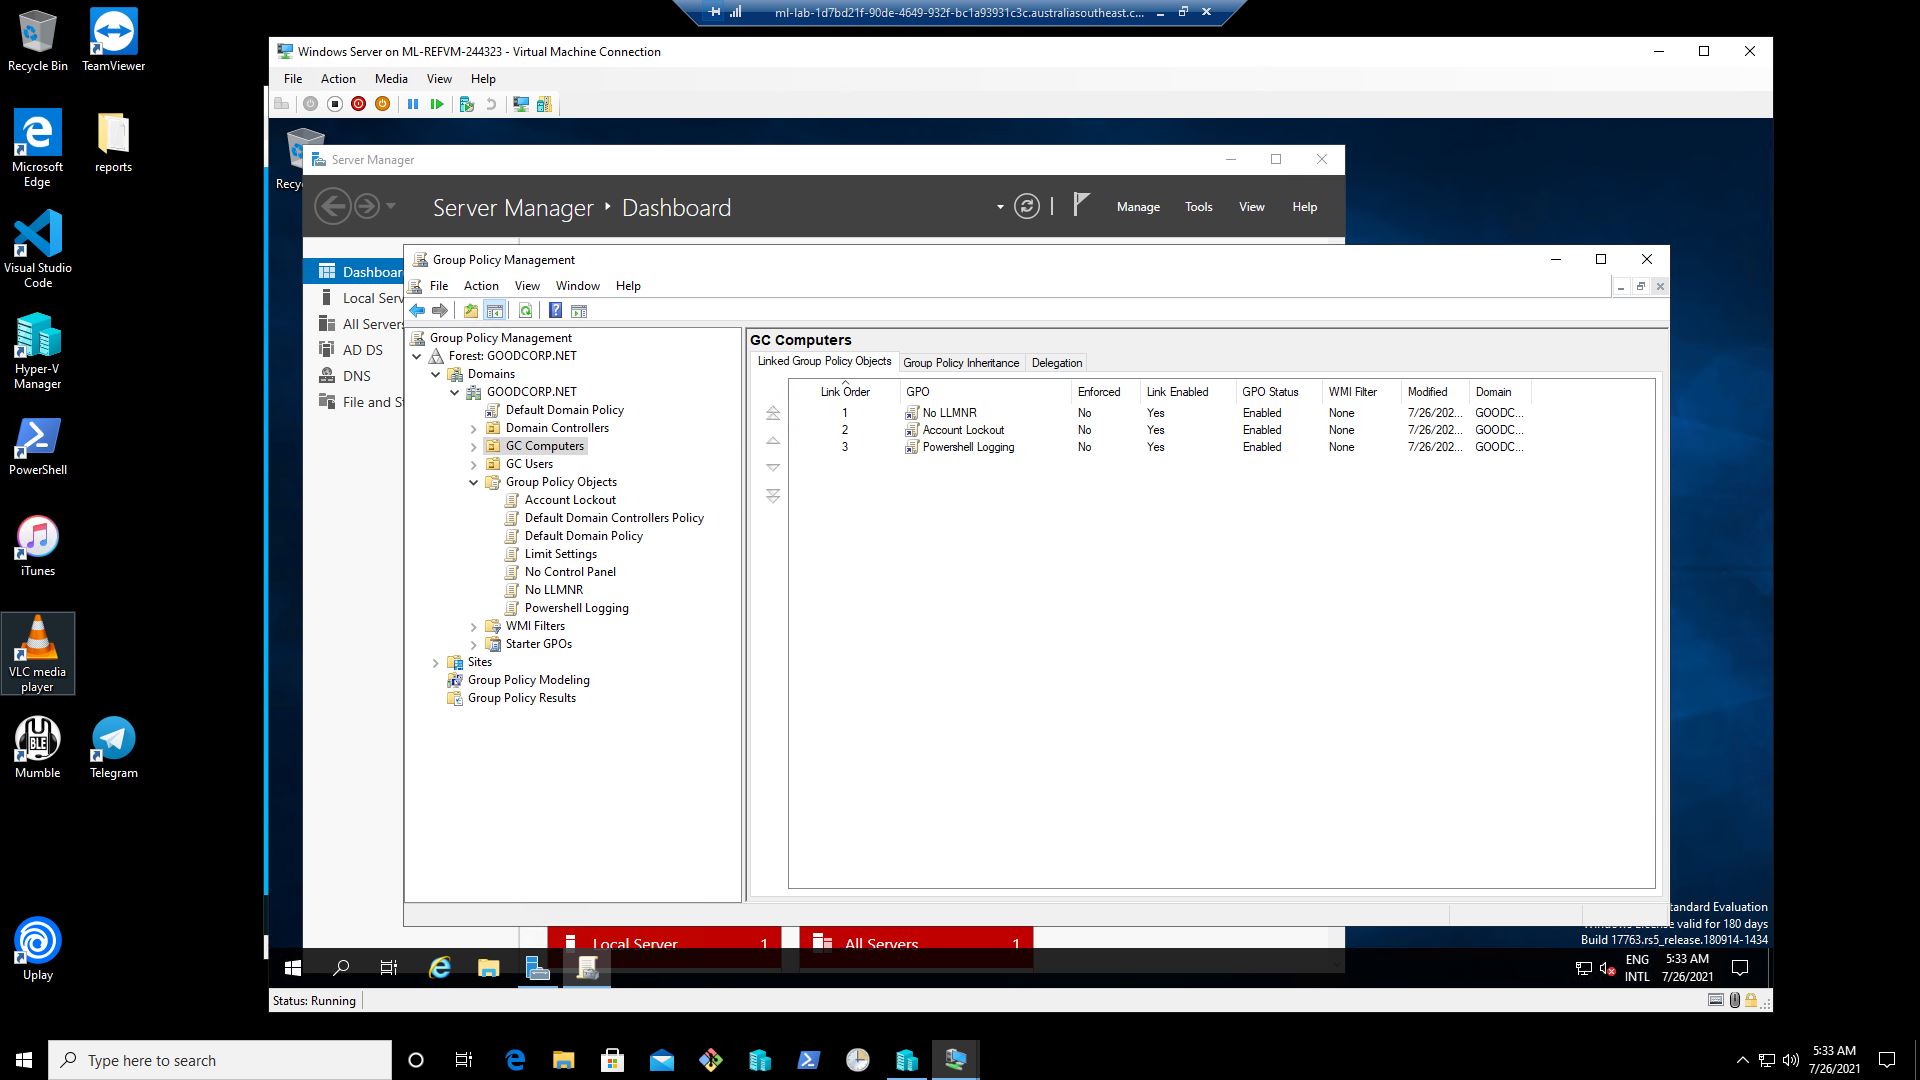 ml-lab-1d7bd21f-90de-4649-932f-bc1a93931c3c.australiasoutheast.c...
Recycle Bin
TeamViewer
Microsoft
Edge
reports
Visual Studio
Code
Hyper-V
Manager
PowerShell
iTunes
VLC media
player
Mumble
Telegram
Uplay
Windows Server on ML-REFVM-244323 - Virtual Machine Connection
File Action Media View Help
Recy
Server Manager
Server Manager ‣ Dashboard
Manage Tools View Help
Dashboar
Local Serv
All Servers
AD DS
DNS
File and S
Group Policy Management
File Action View Window Help
Group Policy Management
Forest: GOODCORP.NET
Domains
GOODCORP.NET
Default Domain Policy
Domain Controllers
GC Computers
GC Users
Group Policy Objects
Account Lockout
Default Domain Controllers Policy
Default Domain Policy
Limit Settings
No Control Panel
No LLMNR
Powershell Logging
WMI Filters
Starter GPOs
Sites
Group Policy Modeling
Group Policy Results
GC Computers
Linked Group Policy Objects Group Policy Inheritance Delegation
Link Order GPO Enforced Link Enabled GPO Status WMI Filter Modified Domain
1 No LLMNR No Yes Enabled None 7/26/202... GOODC...
2 Account Lockout No Yes Enabled None 7/26/202... GOODC...
3 Powershell Logging No Yes Enabled None 7/26/202... GOODC...
tandard Evaluation
Windows License valid for 180 days
Build 17763.rs5_release.180914-1434
Local Server 1
All Servers 1
ENG
INTL
5:33 AM
7/26/2021
Status: Running
Type here to search
5:33 AM
7/26/2021